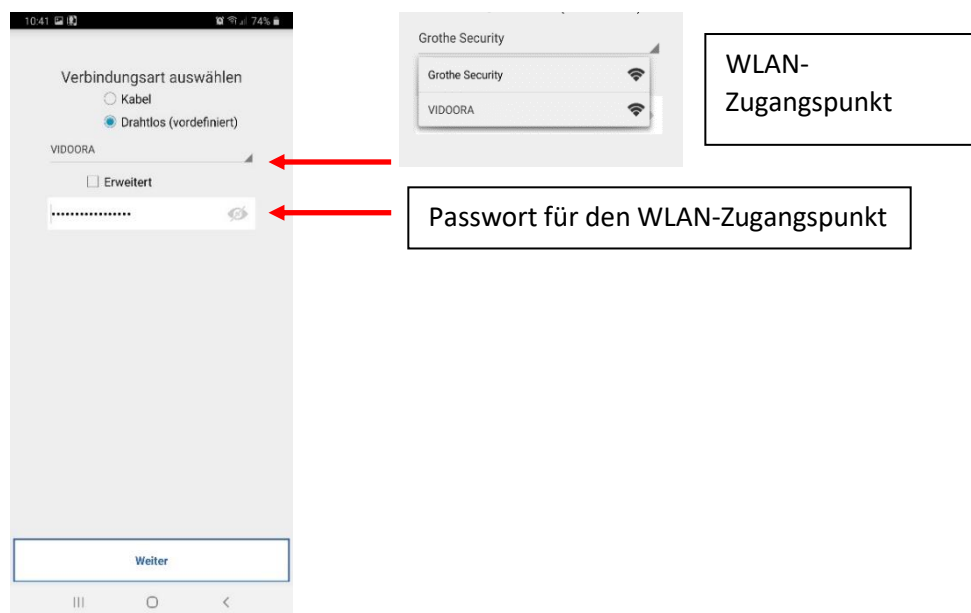 10:41
74%
Verbindungsart auswählen
Kabel
Drahtlos (vordefiniert)
VIDOORA
Erweitert
•••••••••••••••••
Weiter
Grothe Security
Grothe Security
VIDOORA
WLAN-
Zugangspunkt
Passwort für den WLAN-Zugangspunkt